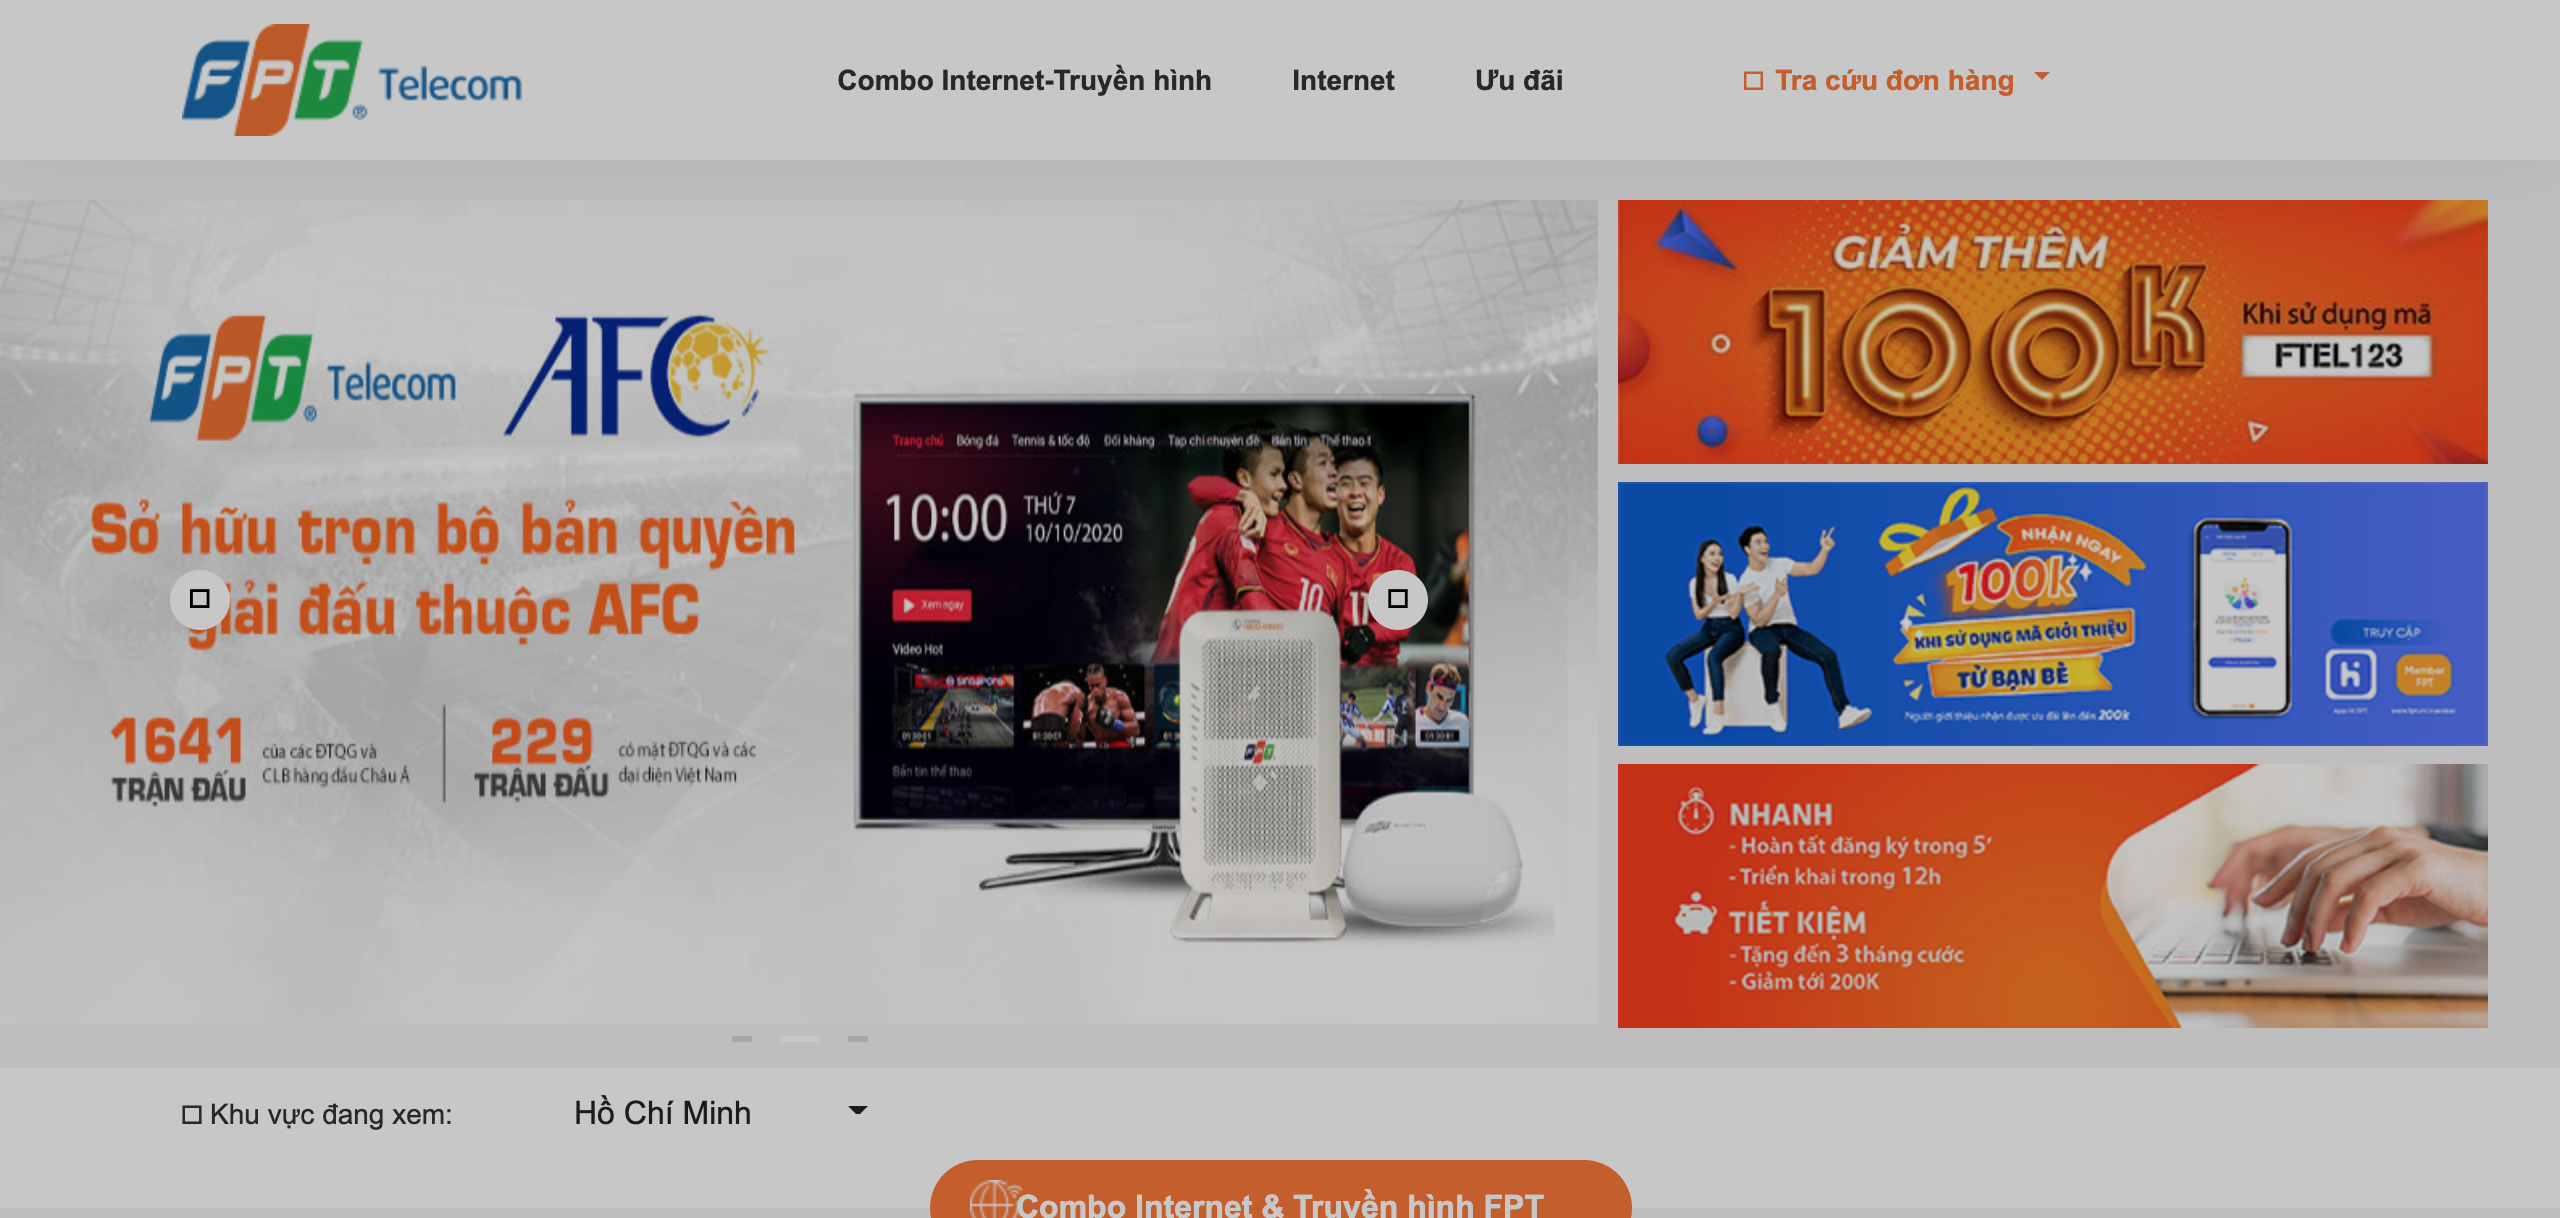 FPT Telecom
Combo Internet-Truyền hình
Internet
Ưu đãi
Tra cứu đơn hàng
FPT Telecom
AFC
Sở hữu trọn bộ bản quyền
giải đấu thuộc AFC
1641
TRẬN ĐẤU
của các ĐTQG và
CLB hàng đầu Châu Á
229
TRẬN ĐẤU
có mặt ĐTQG và các
đại diện Việt Nam
Trang chủ Bóng đá Tennis & tốc độ Đối kháng Tạp chí chuyên đề Bản tin Thể thao t
10:00
THỨ 7
10/10/2020
Xem ngay
Video Hot
Bản tin thể thao
10
11
FPT
GIẢM THÊM
100K
Khi sử dụng mã
FTEL123
NHẬN NGAY
100k
KHI SỬ DỤNG MÃ GIỚI THIỆU
TỪ BẠN BÈ
Người giới thiệu nhận được ưu đãi lên đến 200k
TRUY CẬP
Member
FPT
NHANH
- Hoàn tất đăng ký trong 5'
- Triển khai trong 12h
TIẾT KIỆM
- Tặng đến 3 tháng cước
- Giảm tới 200K
Khu vực đang xem:
Hồ Chí Minh
Combo Internet & Truyền hình FPT